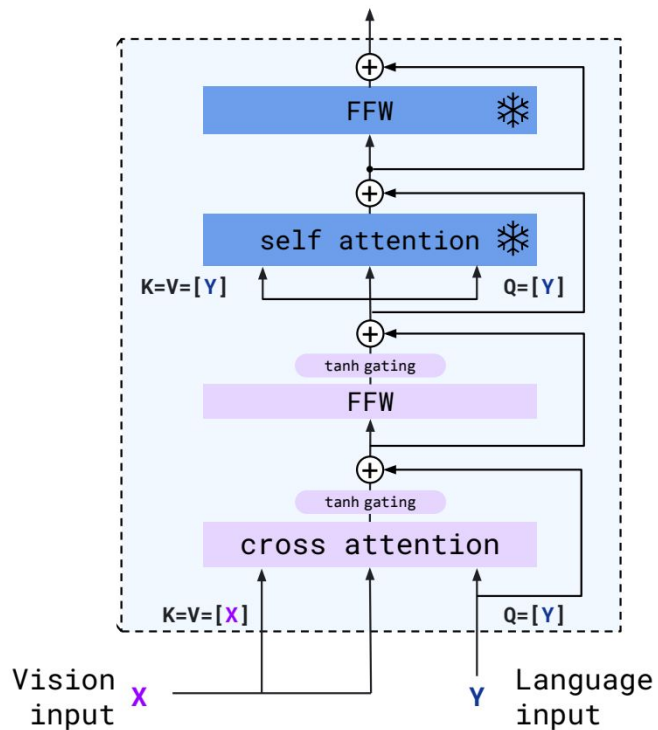 FFW
self attention
K=V=[Y]
Q=[Y]
tanh gating
FFW
tanh gating
cross attention
K=V=[X]
Q=[Y]
Vision
input
X
Y
Language
input